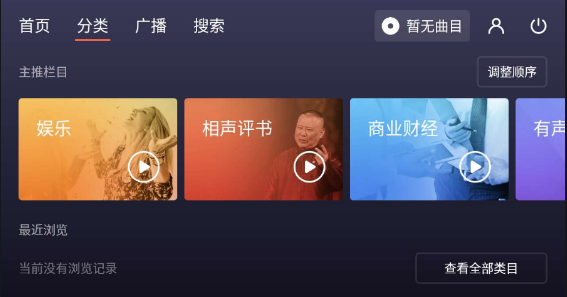 首页 分类 广播 搜索 暂无曲目
主推栏目 调整顺序
娱乐 相声评书 商业财经 有声
最近浏览
当前没有浏览记录 查看全部类目